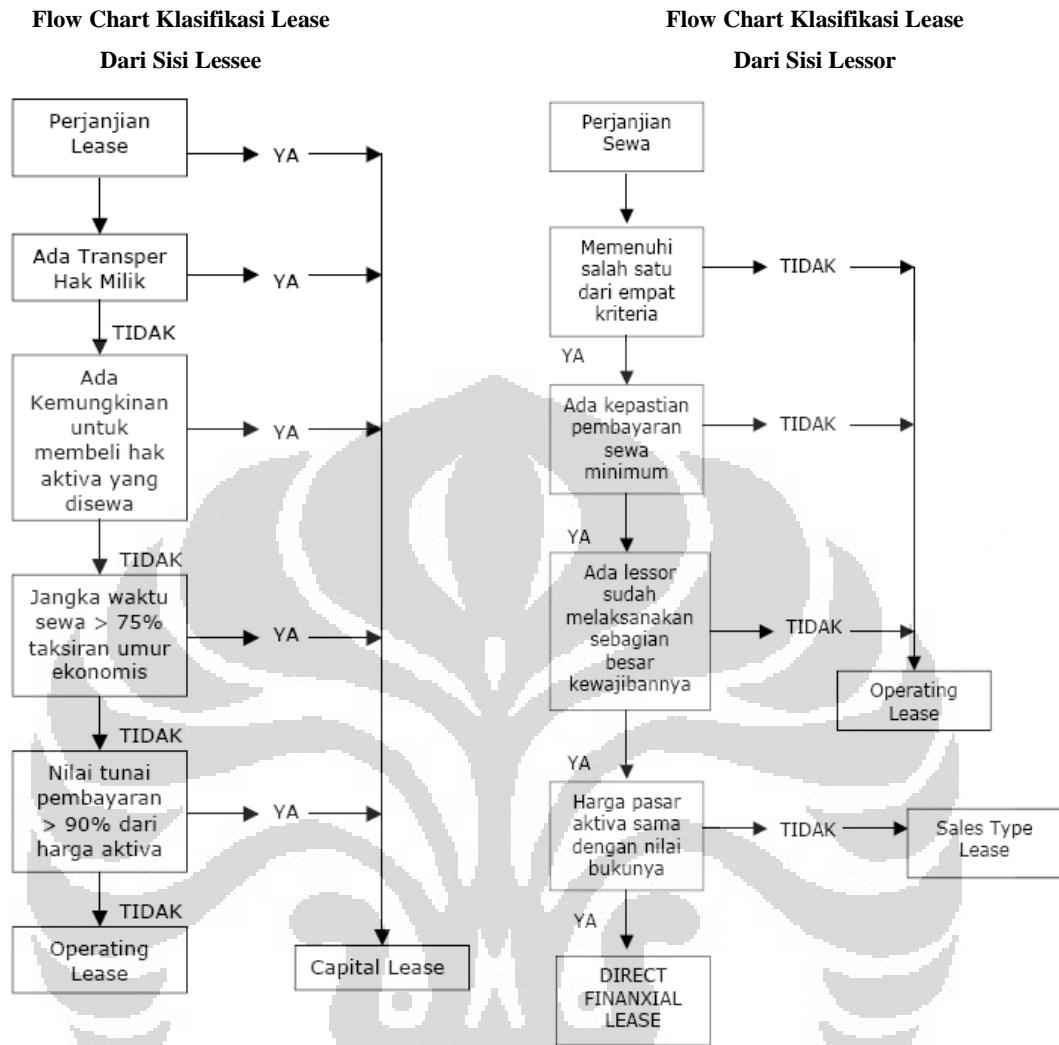 Flow Chart Klasifikasi Lease
Dari Sisi Lessee
Perjanjian
Lease
YA
Ada Transper
Hak Milik
YA
TIDAK
Ada
Kemungkinan
untuk
membeli hak
aktiva yang
disewa
YA
TIDAK
Jangka waktu
sewa > 75%
taksiran umur
ekonomis
YA
TIDAK
Nilai tunai
pembayaran
> 90% dari
harga aktiva
YA
TIDAK
Operating
Lease
Capital Lease
Flow Chart Klasifikasi Lease
Dari Sisi Lessor
Perjanjian
Sewa
Memenuhi
salah satu
dari empat
kriteria
TIDAK
YA
Ada kepastian
pembayaran
sewa
minimum
TIDAK
YA
Ada lessor
sudah
melaksanakan
sebagian
besar
kewajibannya
TIDAK
Operating
Lease
YA
Harga pasar
aktiva sama
dengan nilai
bukunya
TIDAK
Sales Type
Lease
YA
DIRECT
FINANXIAL
LEASE